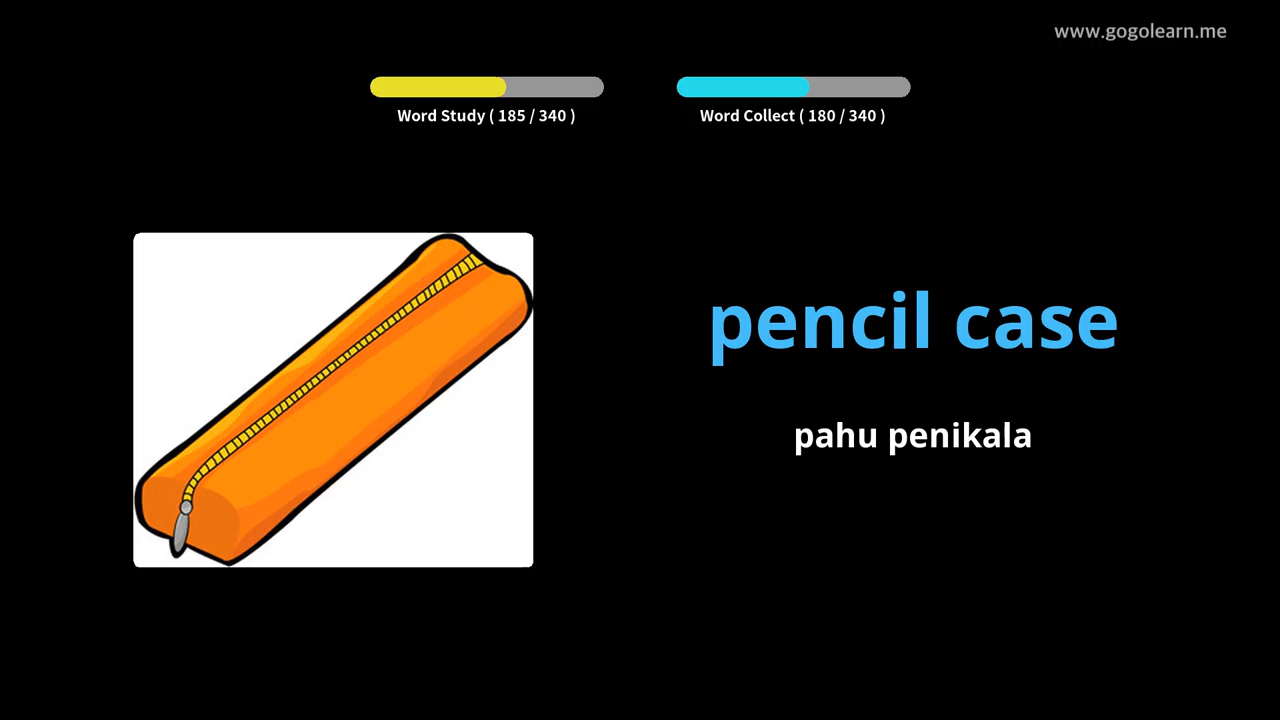 www.gogolearn.me
Word Study ( 185 / 340 )
Word Collect ( 180 / 340 )
pencil case
pahu penikala